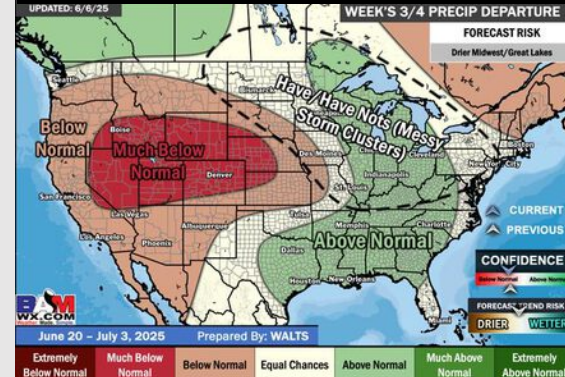 UPDATED: 6/6/25
WEEK'S 3/4 PRECIP DEPARTURE
FORECAST RISK
Drier Midwest/Great Lakes
Seattle
Bismarck
Have/Have Nots (Messy
Storm Clusters)
Below
Normal
Boise
Much Below
Normal
Boston
New York City
Cleveland
Des Moines
Indianapolis
Denver
St. Louis
San Francisco
Las Vegas
Tulsa
CURRENT
PREVIOUS
Los Angeles
Albuquerque
Memphis
Charlotte
Phoenix
Above Normal
Dallas
CONFIDENCE
Below Normal
Above Normal
Houston
New Orleans
BAM
WX.COM
FORECAST TREND RISK
DRIER
WETTER
Miami
June 20 – July 3, 2025
Prepared By: WALTS
Extremely
Below Normal
Much Below
Normal
Below Normal
Equal Chances
Above Normal
Much Above
Normal
Extremely
Above Normal